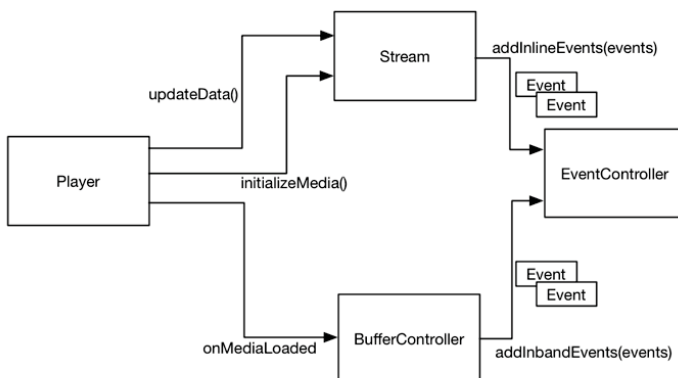 Stream
addInlineEvents(events)
Event
Event
updateData()
Player
initializeMedia()
EventController
Event
Event
onMediaLoaded
BufferController
addInbandEvents(events)